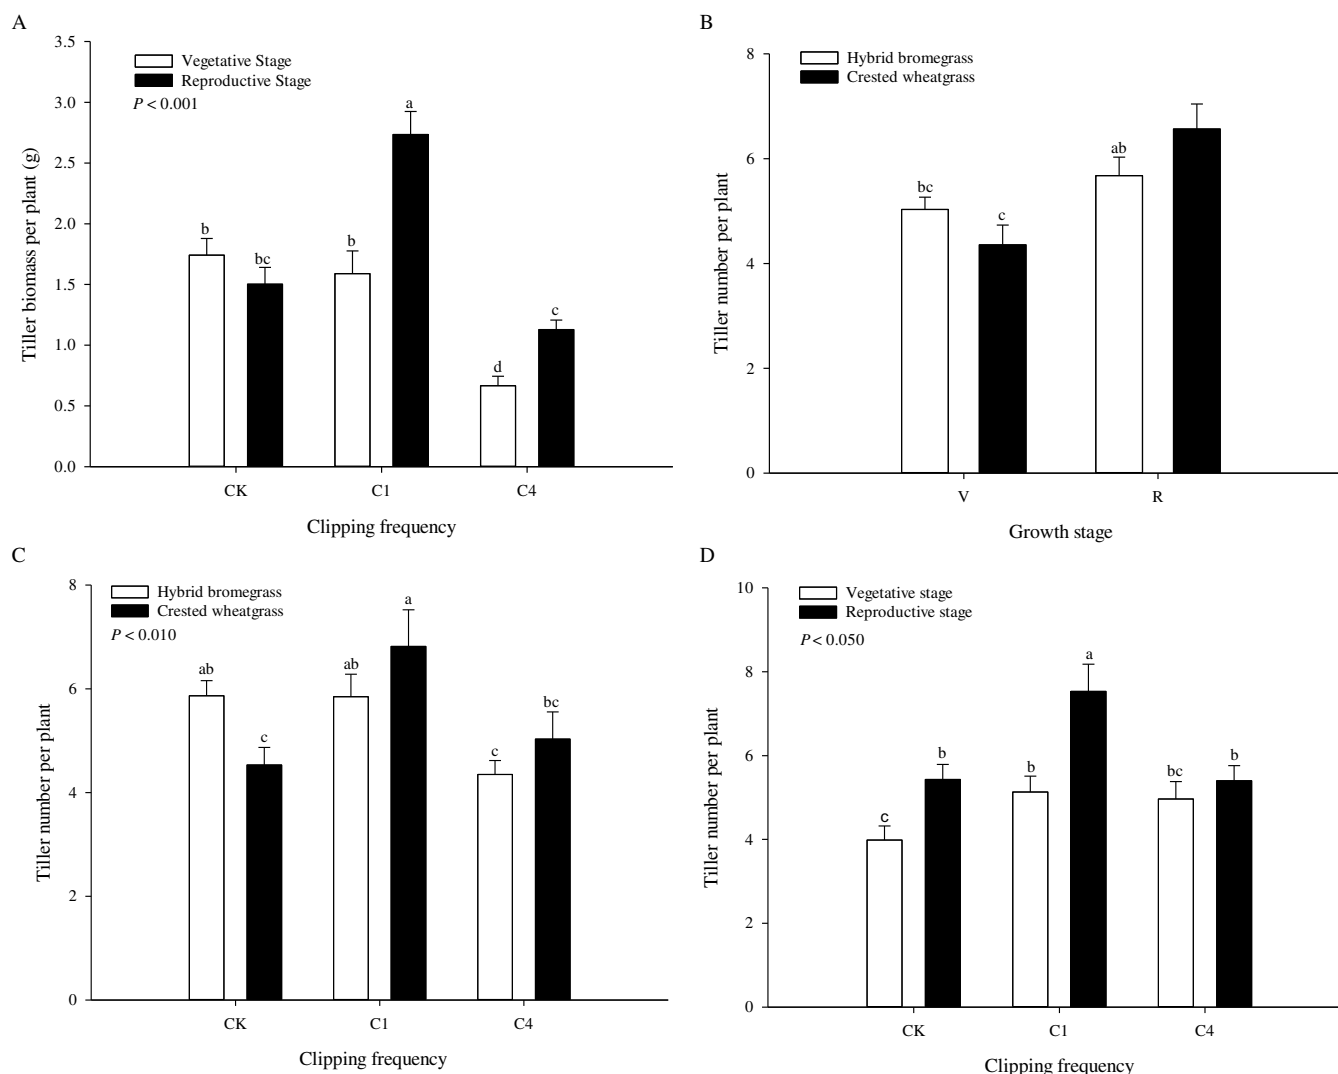 A
3.5
3.0
2.5
2.0
1.5
1.0
0.5
0.0
Tiller biomass per plant (g)
Vegetative Stage
Reproductive Stage
P < 0.001
b
bc
b
a
d
c
CK
C1
C4
Clipping frequency
B
8
6
4
2
0
Tiller number per plant
Hybrid bromegrass
Crested wheatgrass
bc
c
ab
V
R
Growth stage
C
8
6
4
2
0
Tiller number per plant
Hybrid bromegrass
Crested wheatgrass
P < 0.010
ab
c
ab
a
c
bc
CK
C1
C4
Clipping frequency
D
10
8
6
4
2
0
Tiller number per plant
Vegetative stage
Reproductive stage
P < 0.050
c
b
b
a
bc
b
CK
C1
C4
Clipping frequency